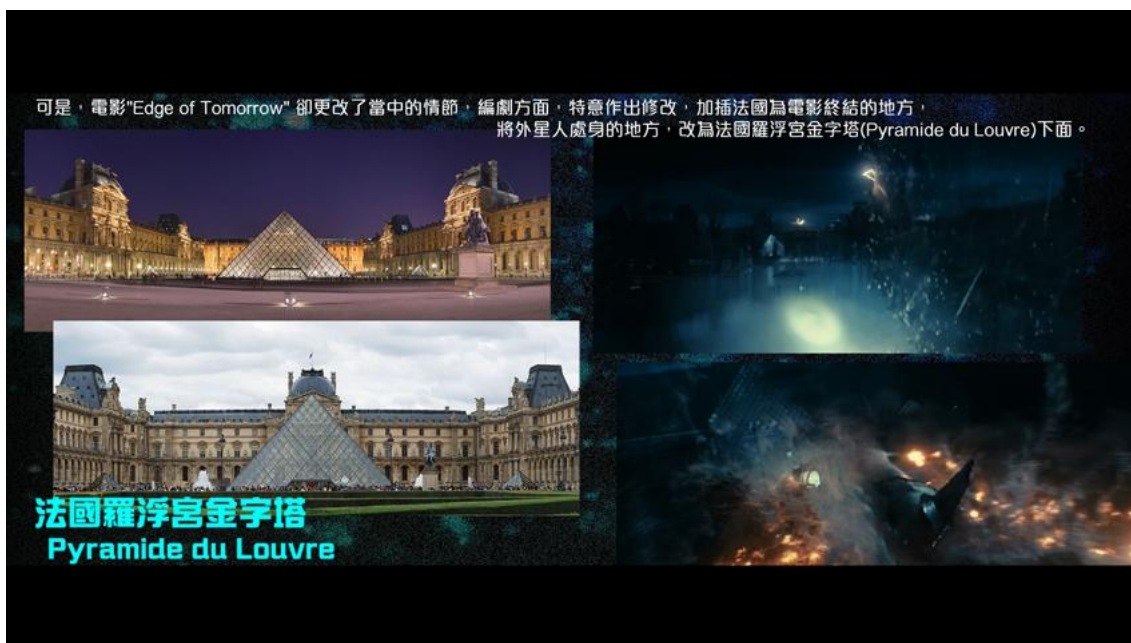 可是，電影"Edge of Tomorrow" 卻更改了當中的情節，編劇方面，特意作出修改，加插法國為電影終結的地方，
將外星人處身的地方，改為法國羅浮宮金字塔(Pyramide du Louvre)下面。
法國羅浮宮金字塔
Pyramide du Louvre